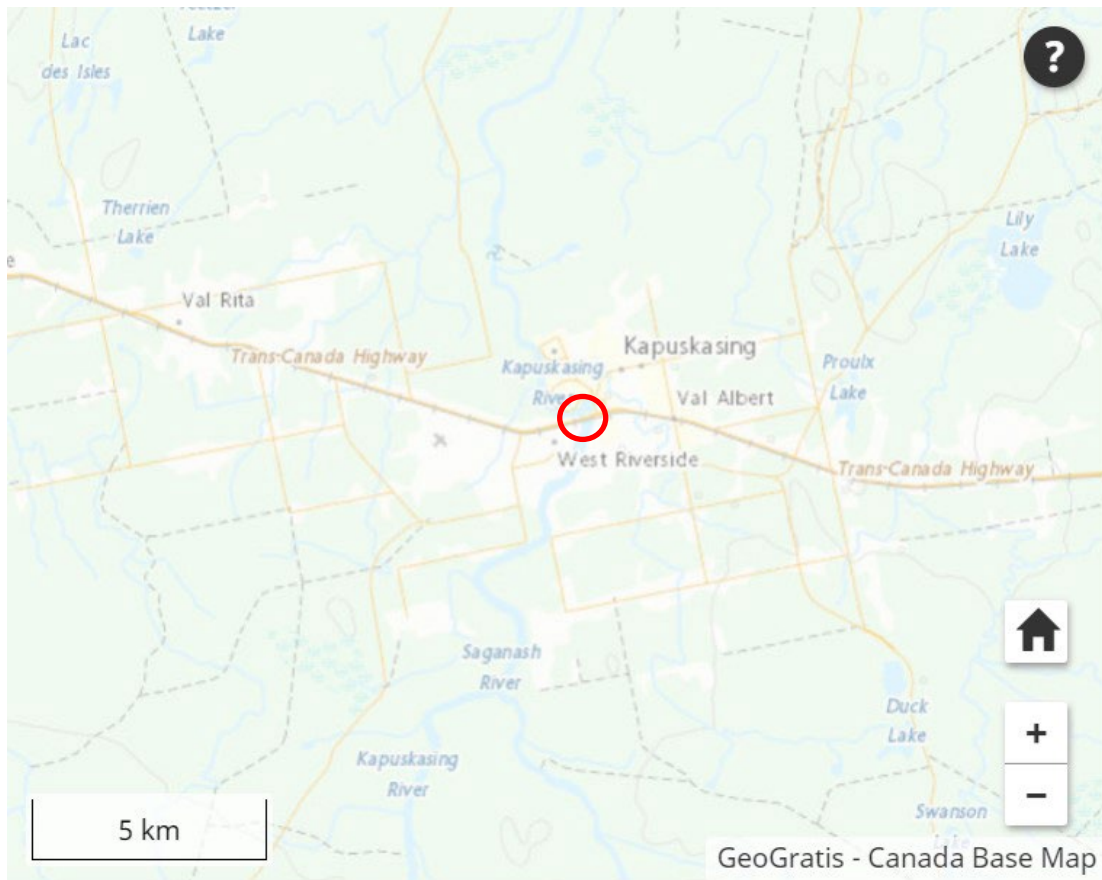 Lake
Lac
des Isles
?
Therrien
Lake
Lily
Lake
e
Val Rita
Trans-Canada Highway
Kapuskasing
Kapuskasing
River
Proulx
Lake
Val Albert
West Riverside
Trans-Canada Highway
Saganash
River
Duck
Lake
Kapuskasing
River
+
−
Swanson
Lake
5 km
GeoGratis - Canada Base Map